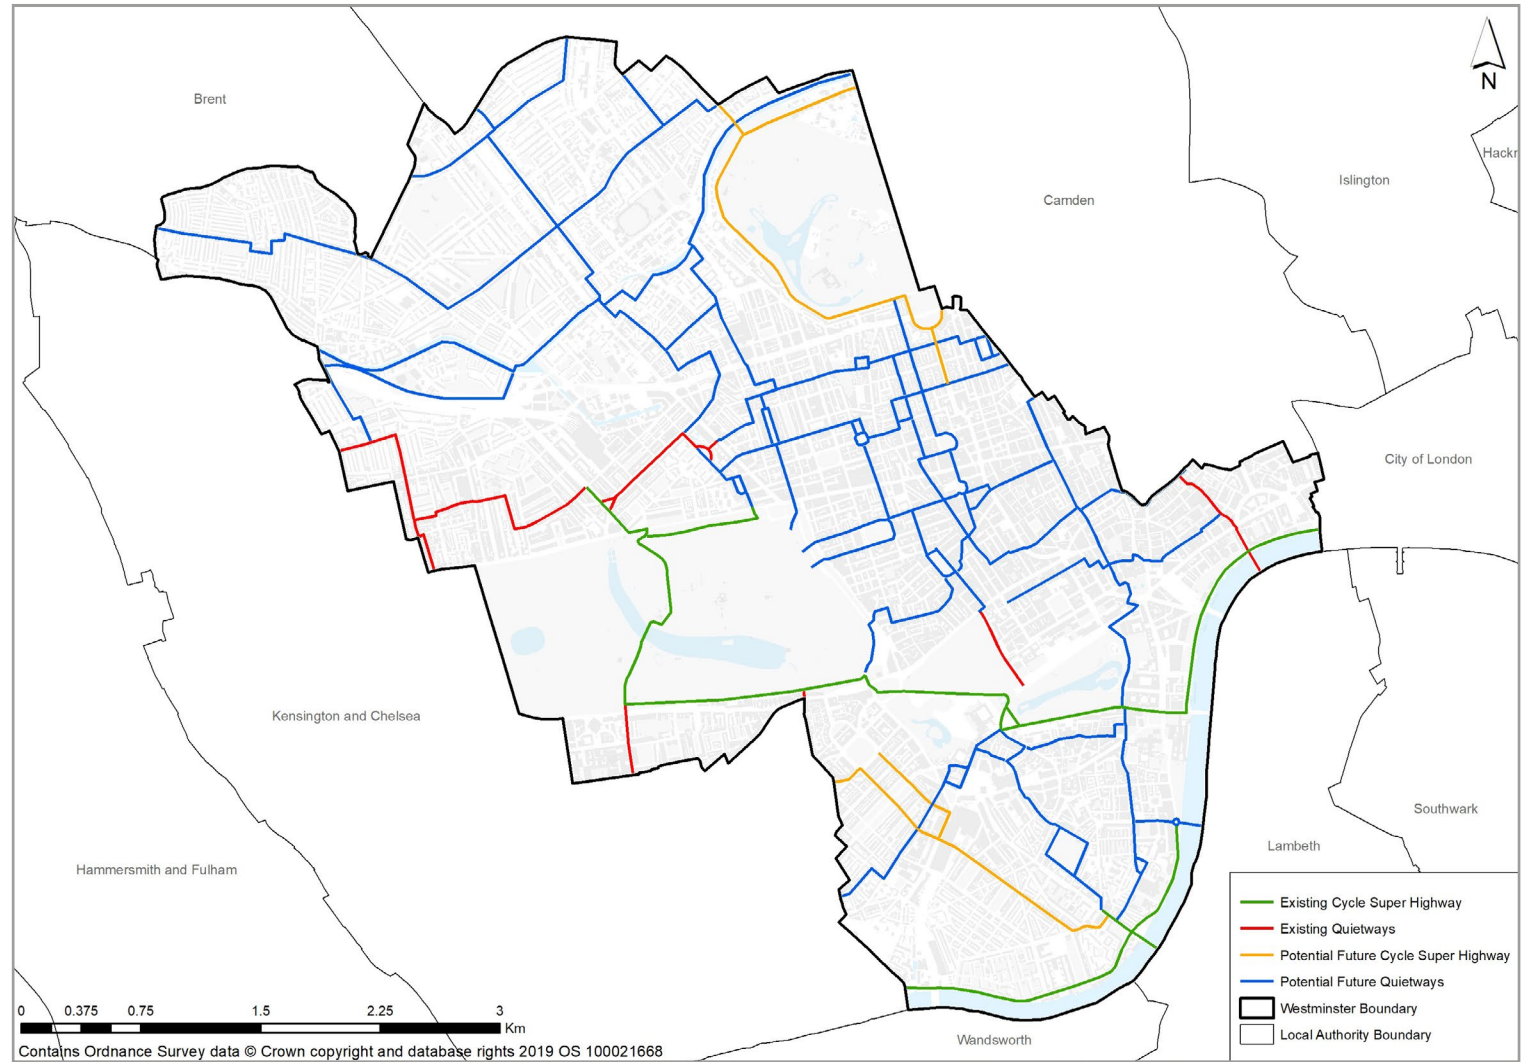 N
Brent
Hackr
Islington
Camden
City of London
Kensington and Chelsea
Southwark
Lambeth
Hammersmith and Fulham
Wandsworth
Existing Cycle Super Highway
Existing Quietways
Potential Future Cycle Super Highway
Potential Future Quietways
Westminster Boundary
Local Authority Boundary
0 0.375 0.75 1.5 2.25 3
Km
Contains Ordnance Survey data © Crown copyright and database rights 2019 OS 100021668